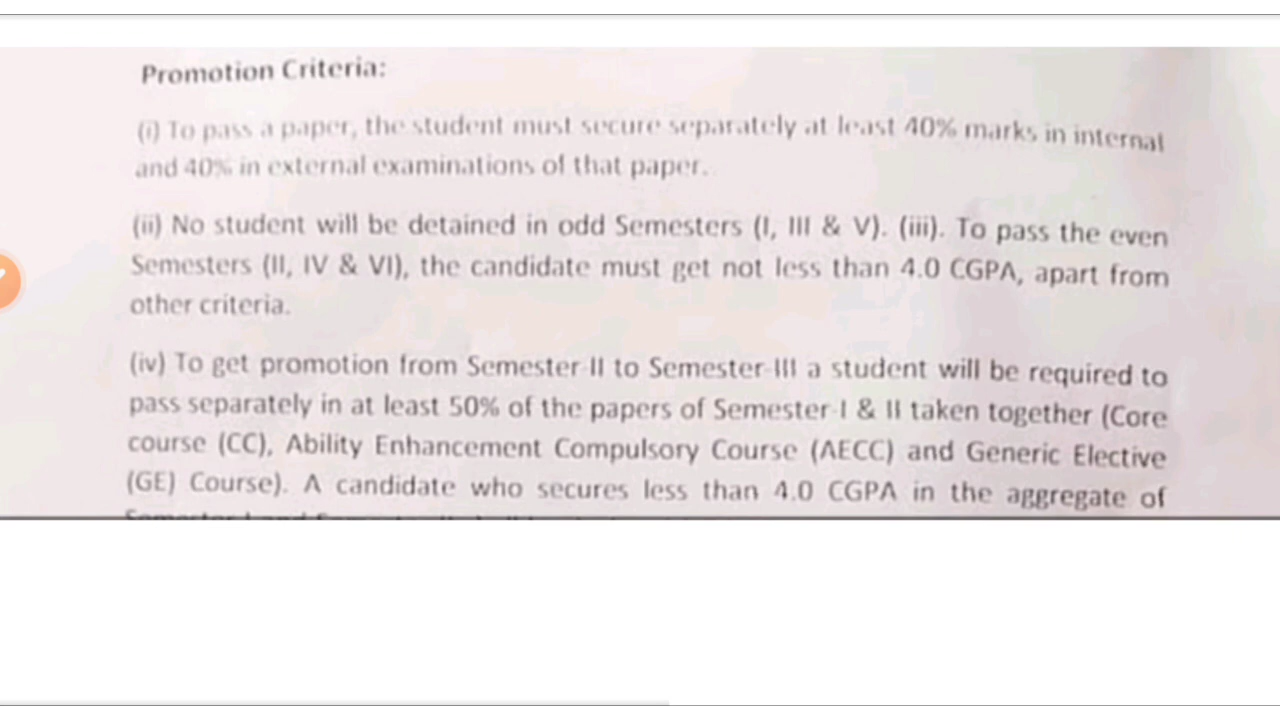 Promotion Criteria:
(i) To pass a paper, the student must secure separately at least 40% marks in internal
and 40% in external examinations of that paper.
(ii) No student will be detained in odd Semesters (I, III & V). (iii). To pass the even
Semesters (II, IV & VI), the candidate must get not less than 4.0 CGPA, apart from
other criteria.
(iv) To get promotion from Semester-II to Semester-III a student will be required to
pass separately in at least 50% of the papers of Semester-I & II taken together (Core
course (CC), Ability Enhancement Compulsory Course (AECC) and Generic Elective
(GE) Course). A candidate who secures less than 4.0 CGPA in the aggregate of